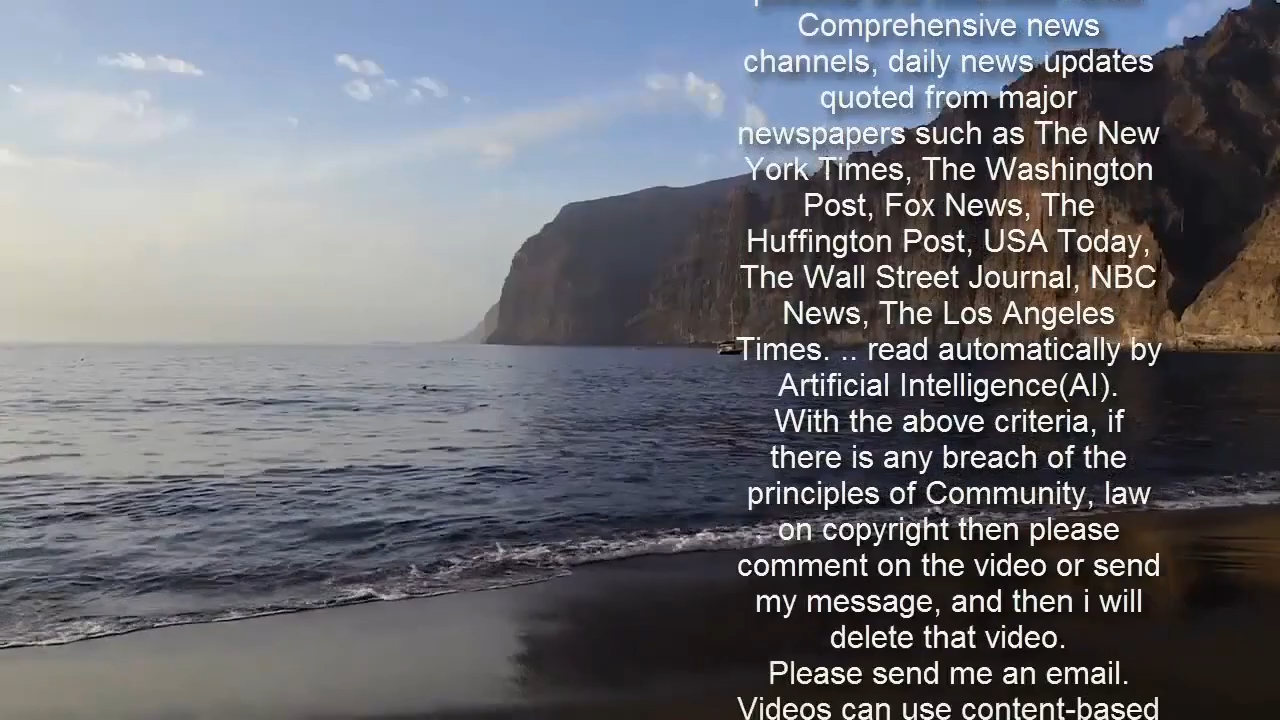 Comprehensive news
channels, daily news updates
quoted from major
newspapers such as The New
York Times, The Washington
Post, Fox News, The
Huffington Post, USA Today,
The Wall Street Journal, NBC
News, The Los Angeles
Times. .. read automatically by
Artificial Intelligence(AI).
With the above criteria, if
there is any breach of the
principles of Community, law
on copyright then please
comment on the video or send
my message, and then i will
delete that video.
Please send me an email.
Videos can use content-based